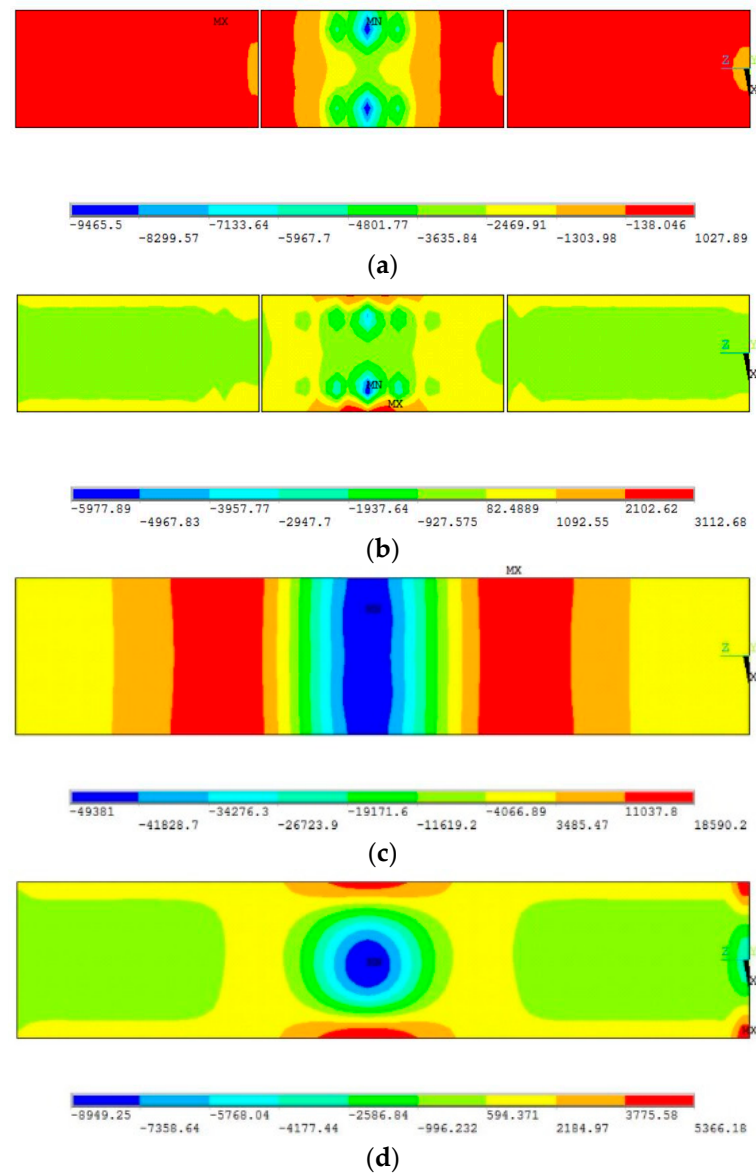 MX MN
Z
X
-9465.5 -7133.64 -4801.77 -2469.91 -138.046
-8299.57 -5967.7 -3635.84 -1303.98 1027.89
(a)
Z
X
MN
MX
-5977.89 -3957.77 -1937.64 82.4889 2102.62
-4967.83 -2947.7 -927.575 1092.55 3112.68
(b)
MX
Z
X
-49381 -34276.3 -19171.6 -4066.89 11037.8
-41828.7 -26723.9 -11619.2 3485.47 18590.2
(c)
Z
X
MX
-8949.25 -5768.04 -2586.84 594.371 3775.58
-7358.64 -4177.44 -996.232 2184.97 5366.18
(d)